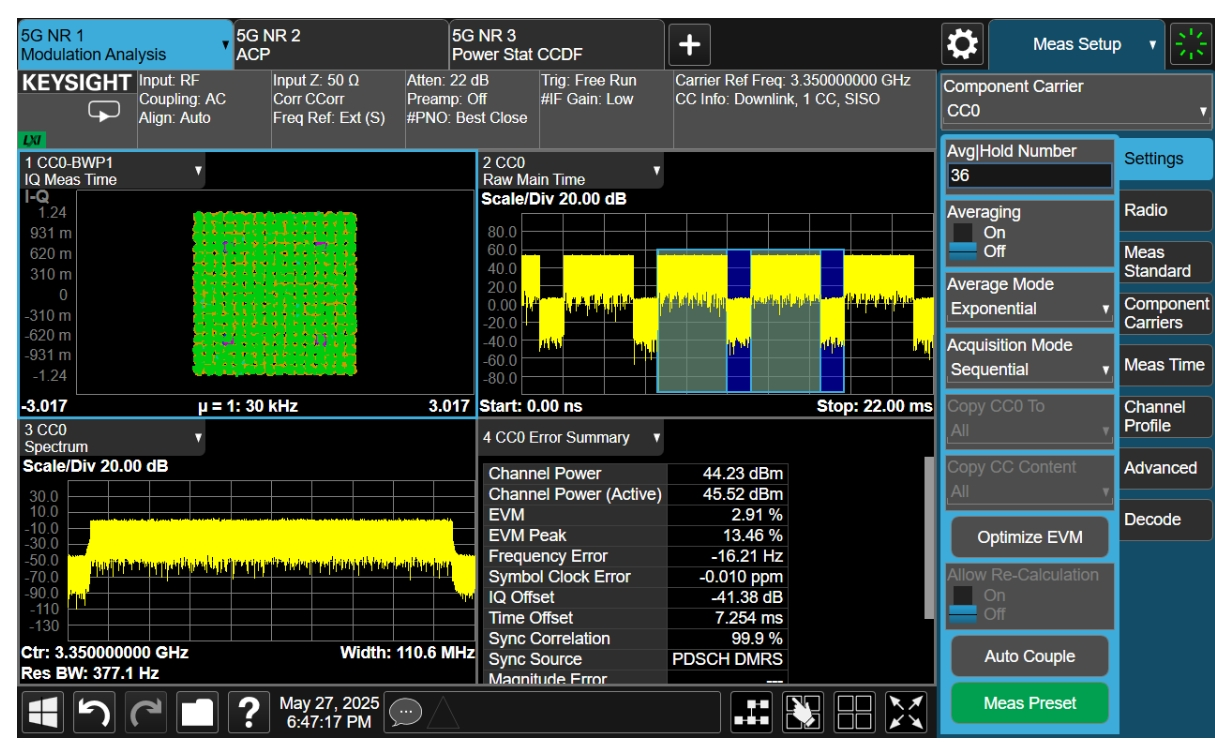 5G NR 1
Modulation Analysis
5G NR 2
ACP
5G NR 3
Power Stat CCDF
Meas Setup
KEYSIGHT
LXI
Input: RF
Coupling: AC
Align: Auto
Input Z: 50 Ω
Corr CCorr
Freq Ref: Ext (S)
Atten: 22 dB
Preamp: Off
#PNO: Best Close
Trig: Free Run
#IF Gain: Low
Carrier Ref Freq: 3.350000000 GHz
CC Info: Downlink, 1 CC, SISO
1 CC0-BWP1
IQ Meas Time
I-Q
1.24
931 m
620 m
310 m
0
-310 m
-620 m
-931 m
-1.24
-3.017
µ = 1: 30 kHz
3.017
2 CC0
Raw Main Time
Scale/Div 20.00 dB
80.0
60.0
40.0
20.0
0.00
-20.0
-40.0
-60.0
-80.0
Start: 0.00 ns
Stop: 22.00 ms
3 CC0
Spectrum
Scale/Div 20.00 dB
30.0
10.0
-10.0
-30.0
-50.0
-70.0
-90.0
-110
-130
Ctr: 3.350000000 GHz
Width: 110.6 MHz
Res BW: 377.1 Hz
4 CC0 Error Summary
Channel Power 44.23 dBm
Channel Power (Active) 45.52 dBm
EVM 2.91 %
EVM Peak 13.46 %
Frequency Error -16.21 Hz
Symbol Clock Error -0.010 ppm
IQ Offset -41.38 dB
Time Offset 7.254 ms
Sync Correlation 99.9 %
Sync Source PDSCH DMRS
Magnitude Error ---
Component Carrier
CC0
Avg|Hold Number
36
Averaging
On
Off
Average Mode
Exponential
Acquisition Mode
Sequential
Copy CC0 To
All
Copy CC Content
All
Optimize EVM
Allow Re-Calculation
On
Off
Auto Couple
Meas Preset
Settings
Radio
Meas
Standard
Component
Carriers
Meas Time
Channel
Profile
Advanced
Decode
?
May 27, 2025
6:47:17 PM